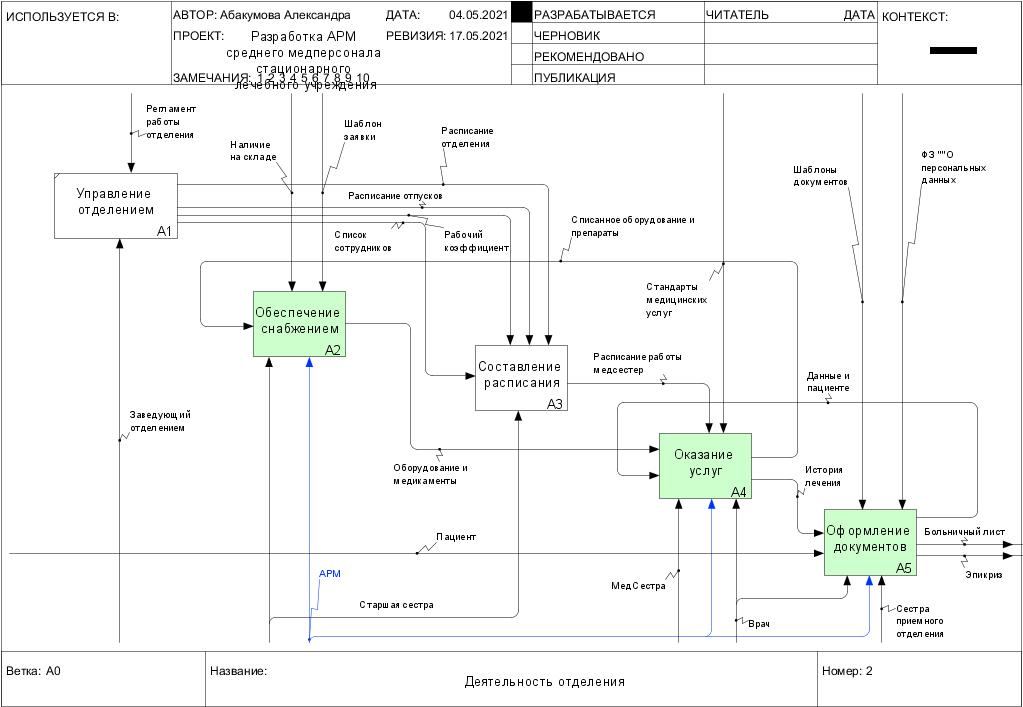 ИСПОЛЬЗУЕТСЯ В:
АВТОР: Абакумова Александра
ДАТА: 04.05.2021
РАЗРАБАТЫВАЕТСЯ
ЧИТАТЕЛЬ
ДАТА
КОНТЕКСТ:
ПРОЕКТ: Разработка АРМ
среднего медперсонала
стационарного
лечебного учреждения
РЕВИЗИЯ: 17.05.2021
ЧЕРНОВИК
РЕКОМЕНДОВАНО
ЗАМЕЧАНИЯ: 1 2 3 4 5 6 7 8 9 10
ПУБЛИКАЦИЯ
Регламент
работы
отделения
Наличие
на складе
Шаблон
заявки
Расписание
отделения
Шаблоны
документов
ФЗ ""О
персональных
данных
Управление
отделением
A1
Расписание отпусков
Список
сотрудников
Рабочий
коэффициент
Списанное оборудование и
препараты
Стандарты
медицинских
услуг
Обеспечение
снабжением
A2
Составление
расписания
A3
Расписание работы
медсестер
Данные и
пациенте
Заведующий
отделением
Оборудование и
медикаменты
Оказание
услуг
A4
История
лечения
Оформление
документов
A5
Больничный лист
Эпикриз
Пациент
АРМ
Старшая сестра
МедСестра
Врач
Сестра
приемного
отделения
Ветка: A0
Название:
Деятельность отделения
Номер: 2